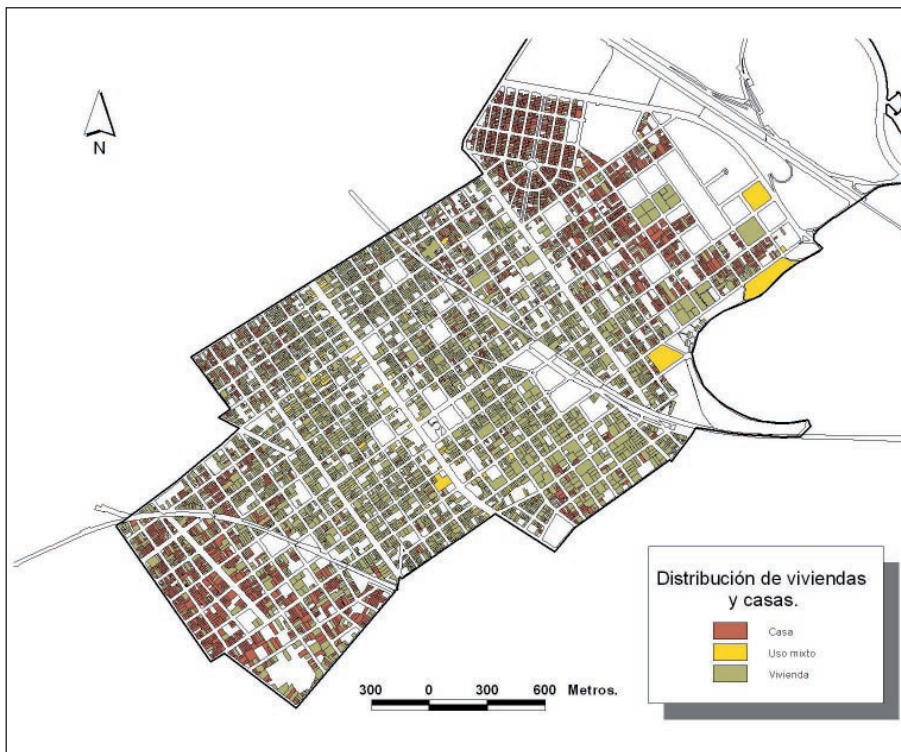 N
Distribución de viviendas
y casas.
Casa
Uso mixto
Vivienda
300 0 300 600 Metros.